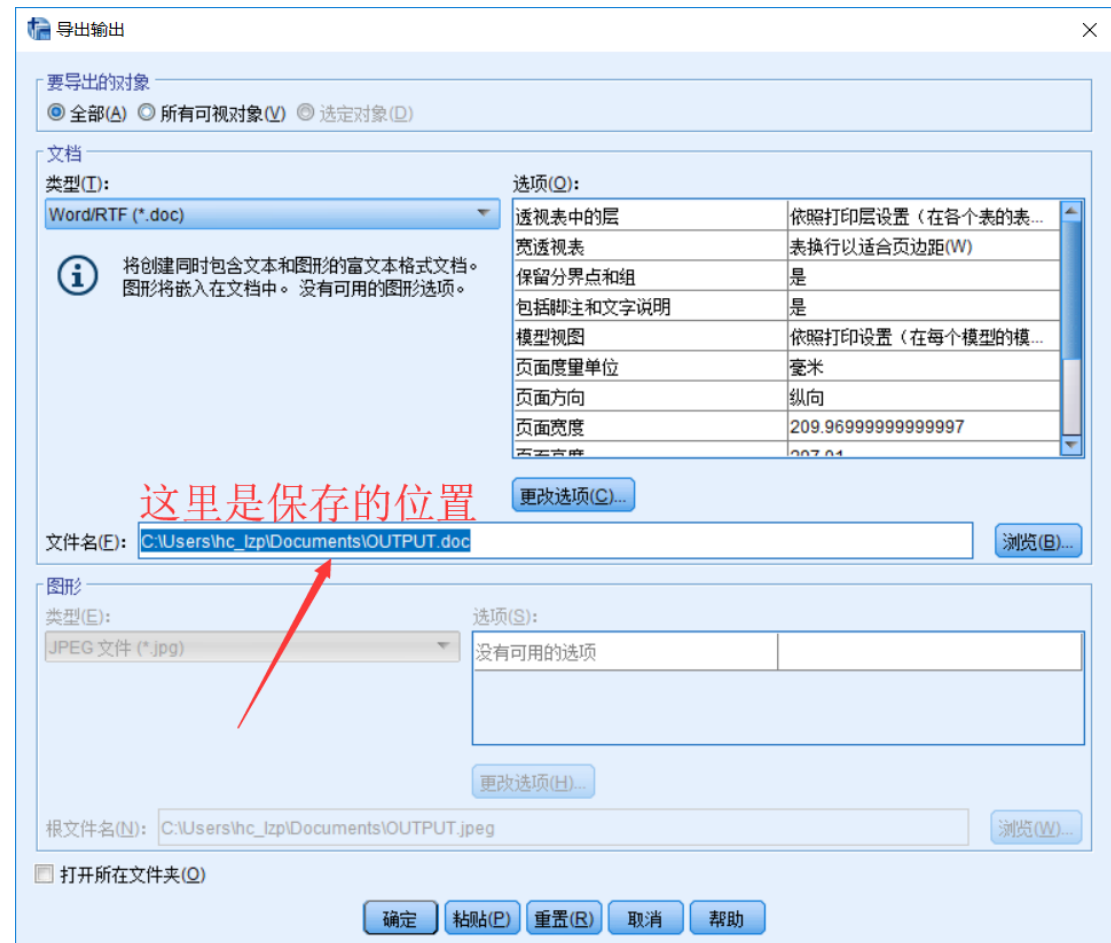 导出输出
要导出的对象
全部(A) 所有可视对象(V) 选定对象(D)
文档
类型(T): 选项(O):
Word/RTF (*.doc)
将创建同时包含文本和图形的富文本格式文档。
图形将嵌入在文档中。 没有可用的图形选项。
透视表中的层 依照打印层设置（在各个表的表...
宽透视表 表换行以适合页边距(W)
保留分界点和组 是
包括脚注和文字说明 是
模型视图 依照打印设置（在每个模型的模...
页面度量单位 毫米
页面方向 纵向
页面宽度 209.96999999999997
更改选项(C)...
这里是保存的位置
文件名(F): C:\Users\hc_lzp\Documents\OUTPUT.doc 浏览(B)...
图形
类型(E): 选项(S):
JPEG 文件 (*.jpg) 没有可用的选项
更改选项(H)...
根文件名(N): C:\Users\hc_lzp\Documents\OUTPUT.jpeg 浏览(W)...
打开所在文件夹(O)
确定 粘贴(P) 重置(R) 取消 帮助